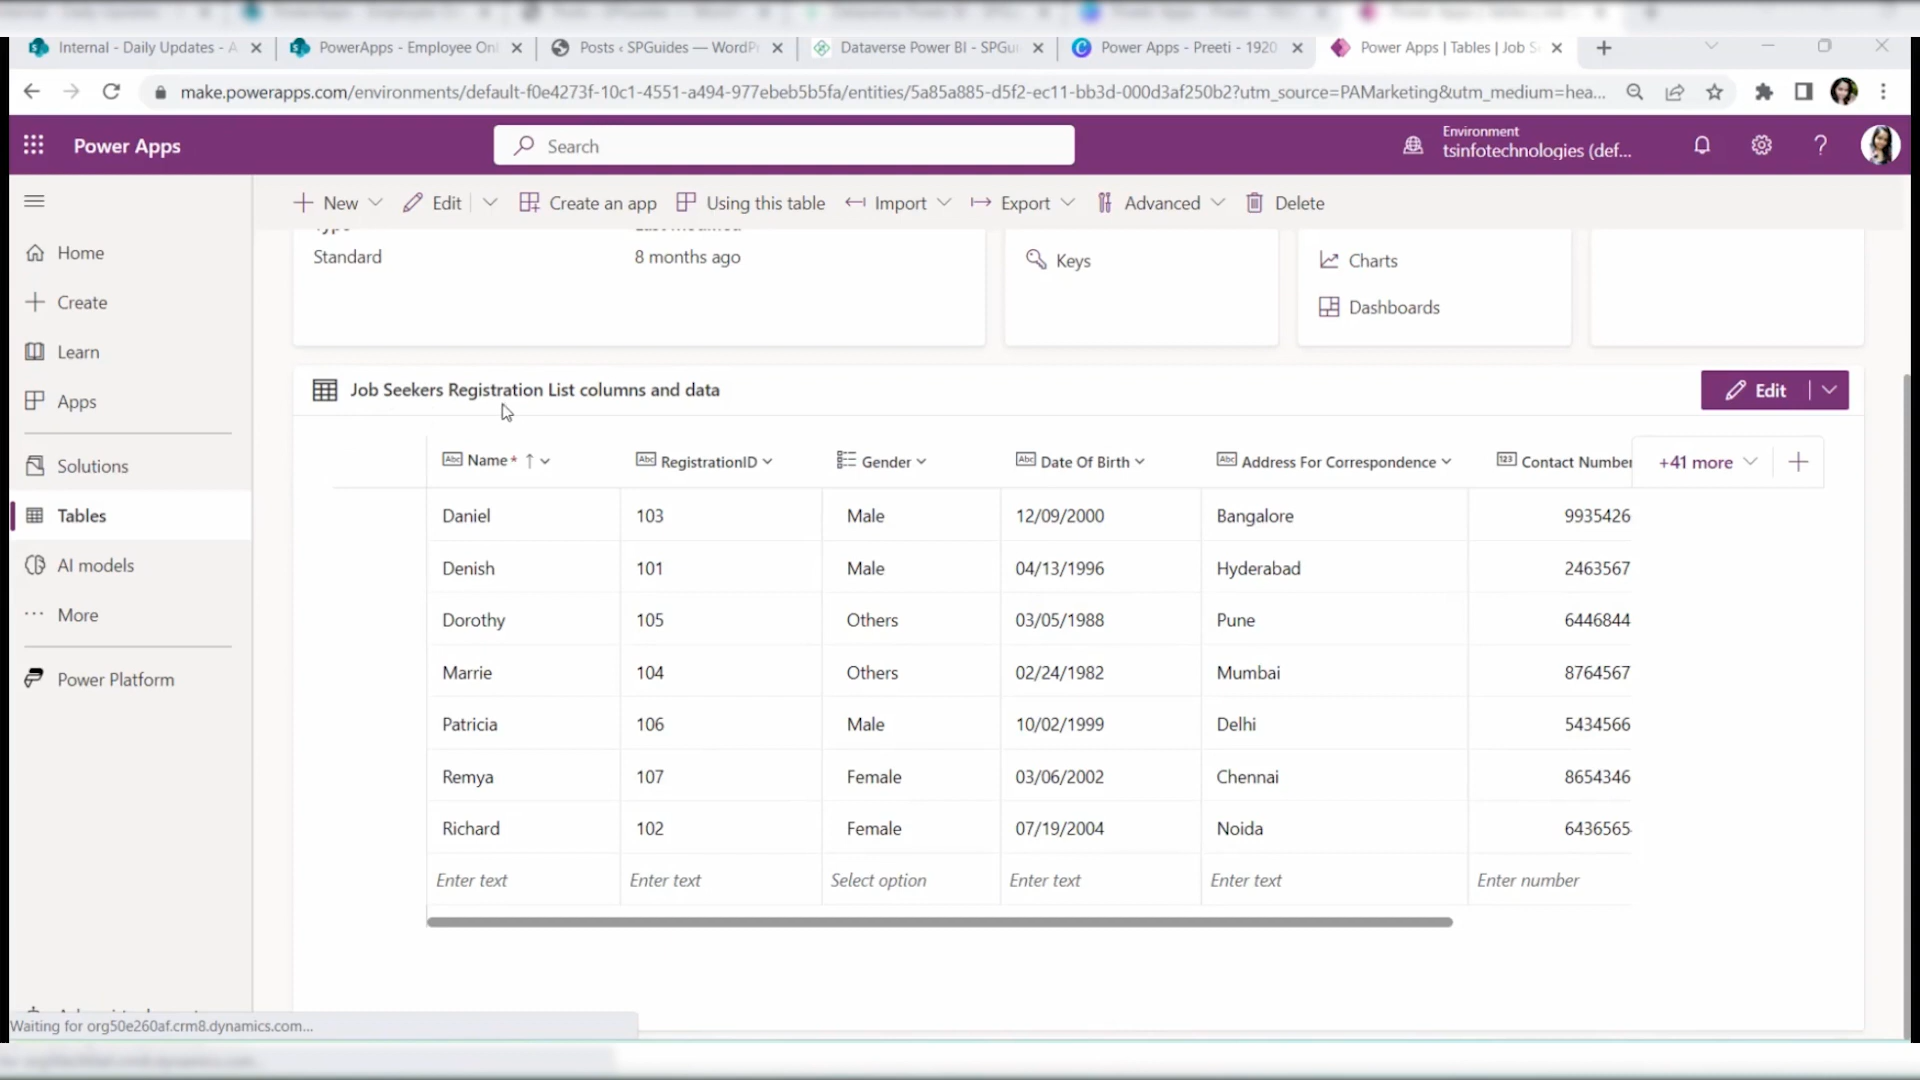 Internal - Daily Updates - A
PowerApps - Employee Onl
Posts ‹ SPGuides — WordPr
Dataverse Power BI - SPGui
Power Apps - Preeti - 1920
Power Apps | Tables | Job S
make.powerapps.com/environments/default-f0e4273f-10c1-4551-a494-977ebeb5b5fa/entities/5a85a885-d5f2-ec11-bb3d-000d3af250b2?utm_source=PAMarketing&utm_medium=hea...
Power Apps
Search
Environment
tsinfotechnologies (def...
New
Edit
Create an app
Using this table
Import
Export
Advanced
Delete
Home
Create
Learn
Apps
Solutions
Tables
AI models
More
Power Platform
Type
Last modified
Standard
8 months ago
Keys
Charts
Dashboards
Job Seekers Registration List columns and data
Edit
Name* RegistrationID Gender Date Of Birth Address For Correspondence Contact Number +41 more
Daniel 103 Male 12/09/2000 Bangalore 9935426
Denish 101 Male 04/13/1996 Hyderabad 2463567
Dorothy 105 Others 03/05/1988 Pune 6446844
Marrie 104 Others 02/24/1982 Mumbai 8764567
Patricia 106 Male 10/02/1999 Delhi 5434566
Remya 107 Female 03/06/2002 Chennai 8654346
Richard 102 Female 07/19/2004 Noida 6436565
Enter text Enter text Select option Enter text Enter text Enter number
Waiting for org50e260af.crm8.dynamics.com...